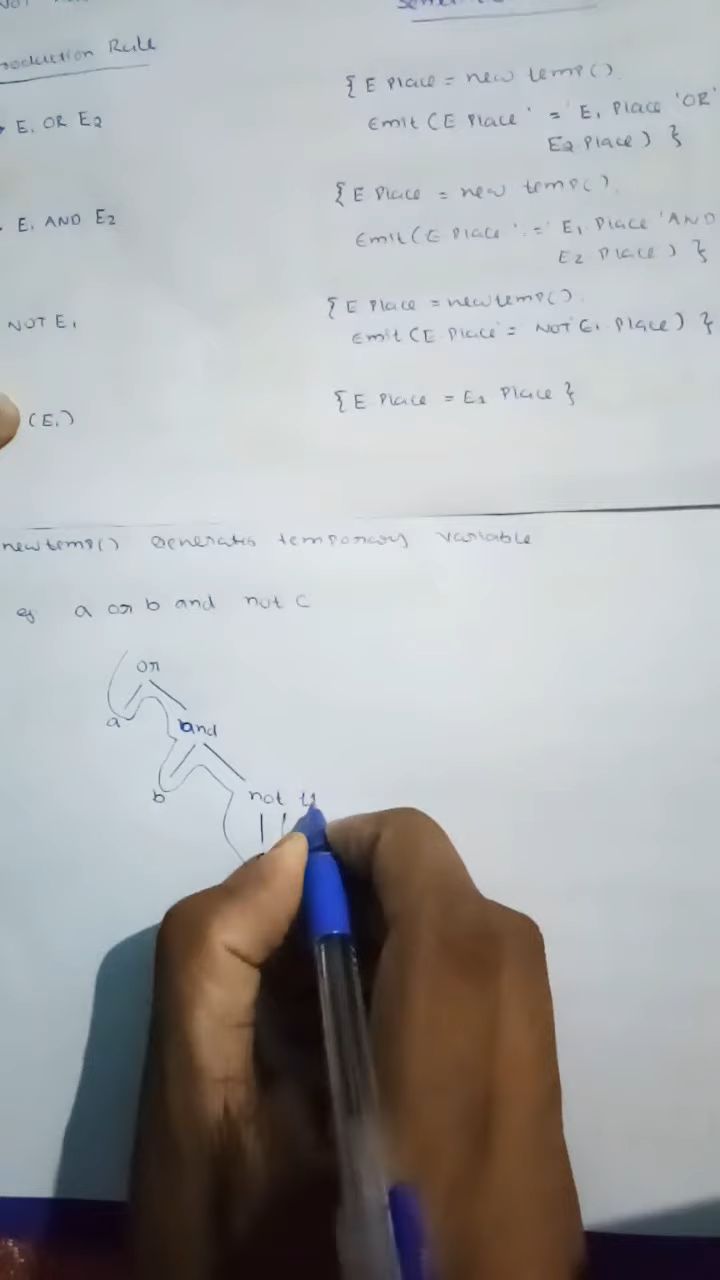 Production Rule
E₁ OR E₂
{ E Place = new temp().
Emit ( E Place' = 'E₁ Place 'OR'
E₂ Place ) }
E₁ AND E₂
{ E Place = new temp().
Emit ( E Place '=' E₁ Place 'AND
E₂ Place ) }
NOT E₁
{ E Place = newtemp().
Emit ( E Place = NOT E₁ Place ) }
(E₁)
{ E Place = E₁ Place }
newtemp() Generates temporary variable
eg a or b and not c
or
a and
b
not